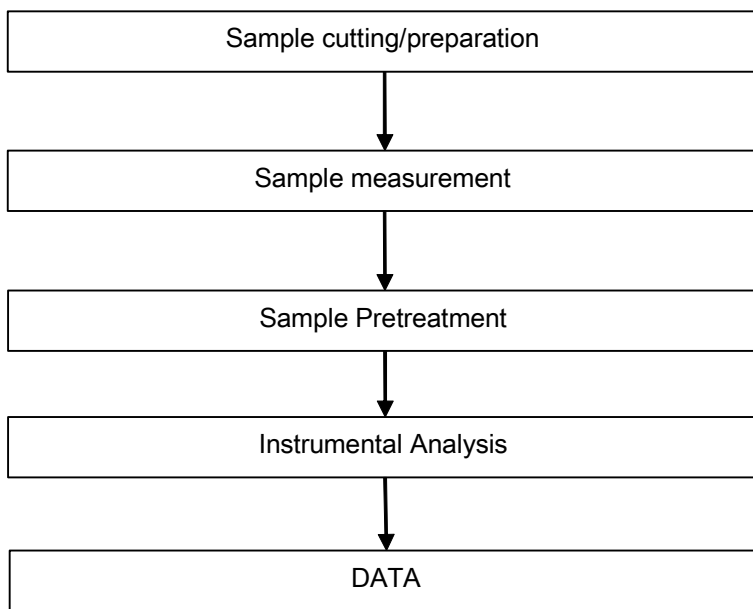 Sample cutting/preparation
Sample measurement
Sample Pretreatment
Instrumental Analysis
DATA